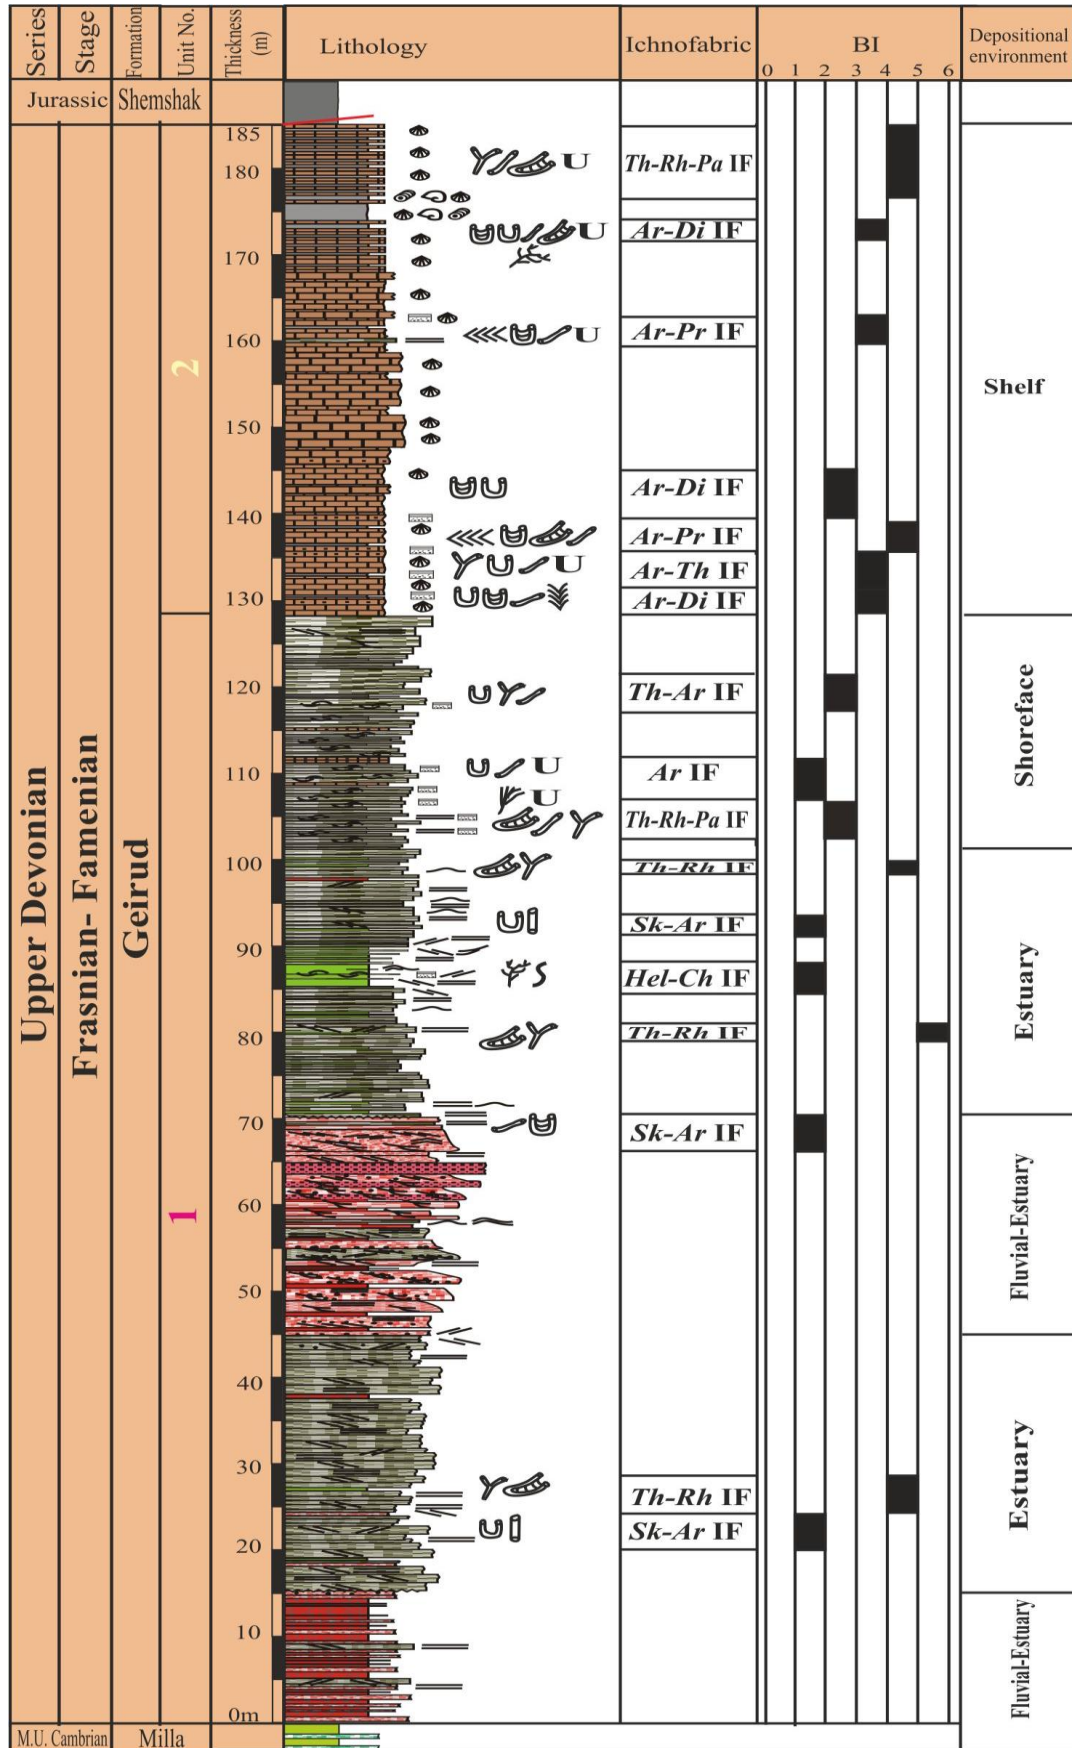 Series
Stage
Formation
Unit No.
Thickness
(m)
Lithology
Ichnofabric
BI
0 1 2 3 4 5 6
Depositional
environment
Jurassic
Shemshak
185
180
170
160
150
140
130
120
110
100
90
80
70
60
50
40
30
20
10
0m
Upper Devonian
Frasnian- Famenian
Geirud
2
1
U
U
U
U
U
U
Th-Rh-Pa IF
Ar-Di IF
Ar-Pr IF
Ar-Di IF
Ar-Pr IF
Ar-Th IF
Ar-Di IF
Th-Ar IF
Ar IF
Th-Rh-Pa IF
Th-Rh IF
Sk-Ar IF
Hel-Ch IF
Th-Rh IF
Sk-Ar IF
Th-Rh IF
Sk-Ar IF
Shelf
Shoreface
Estuary
Fluvial-Estuary
Estuary
Fluvial-Estuary
M.U. Cambrian
Milla